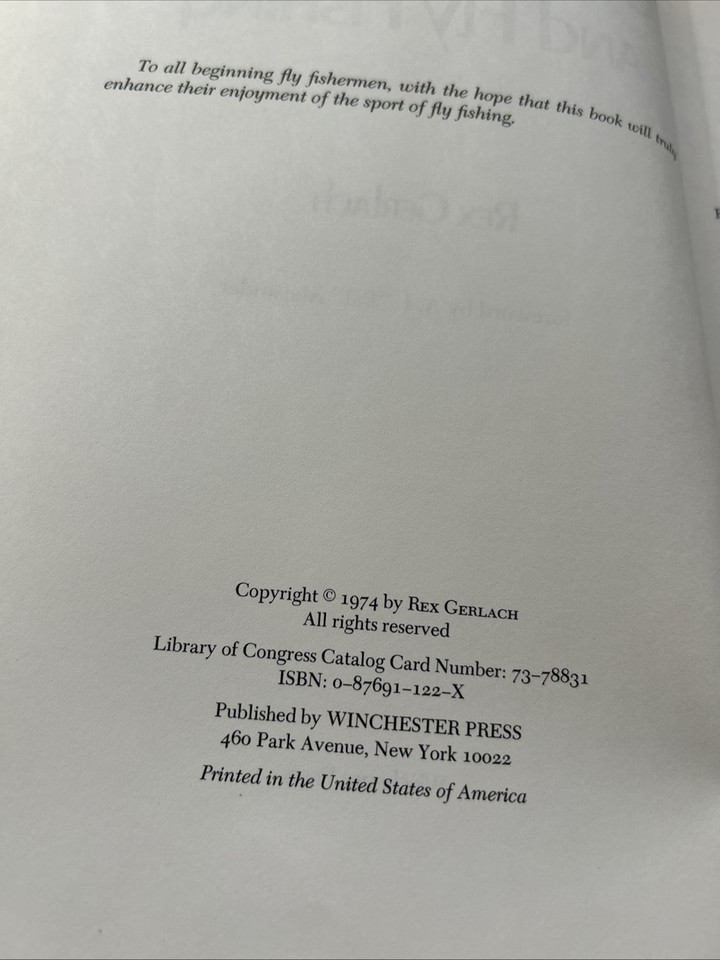 To all beginning fly fishermen, with the hope that this book will truly
enhance their enjoyment of the sport of fly fishing.
Copyright © 1974 by REX GERLACH
All rights reserved
Library of Congress Catalog Card Number: 73–78831
ISBN: 0–87691–122–X
Published by WINCHESTER PRESS
460 Park Avenue, New York 10022
Printed in the United States of America